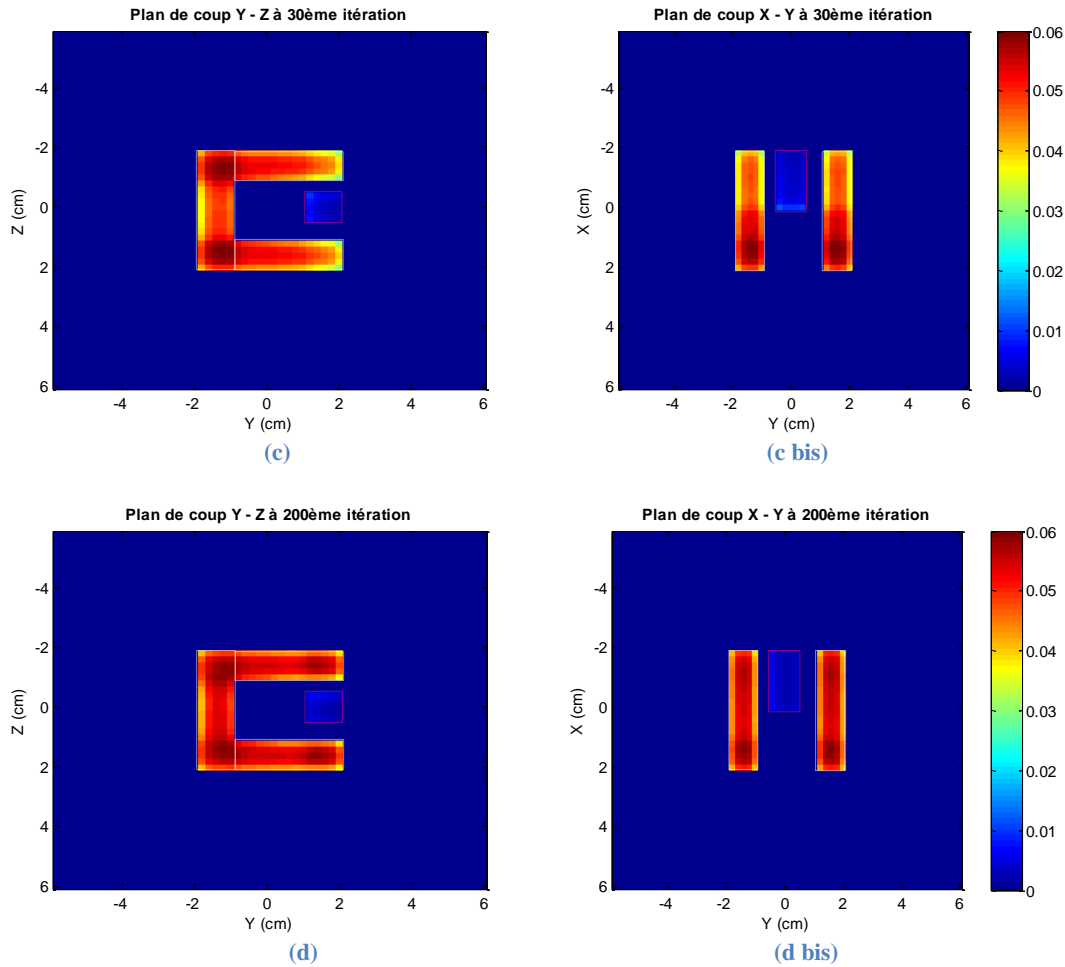 Plan de coup Y - Z à 30ème itération
Z (cm)
-4
-2
0
2
4
6
-4 -2 0 2 4 6
Y (cm)
(c)
Plan de coup X - Y à 30ème itération
X (cm)
-4
-2
0
2
4
6
-4 -2 0 2 4 6
Y (cm)
0.06
0.05
0.04
0.03
0.02
0.01
0
(c bis)
Plan de coup Y - Z à 200ème itération
Z (cm)
-4
-2
0
2
4
6
-4 -2 0 2 4 6
Y (cm)
(d)
Plan de coup X - Y à 200ème itération
X (cm)
-4
-2
0
2
4
6
-4 -2 0 2 4 6
Y (cm)
0.06
0.05
0.04
0.03
0.02
0.01
0
(d bis)